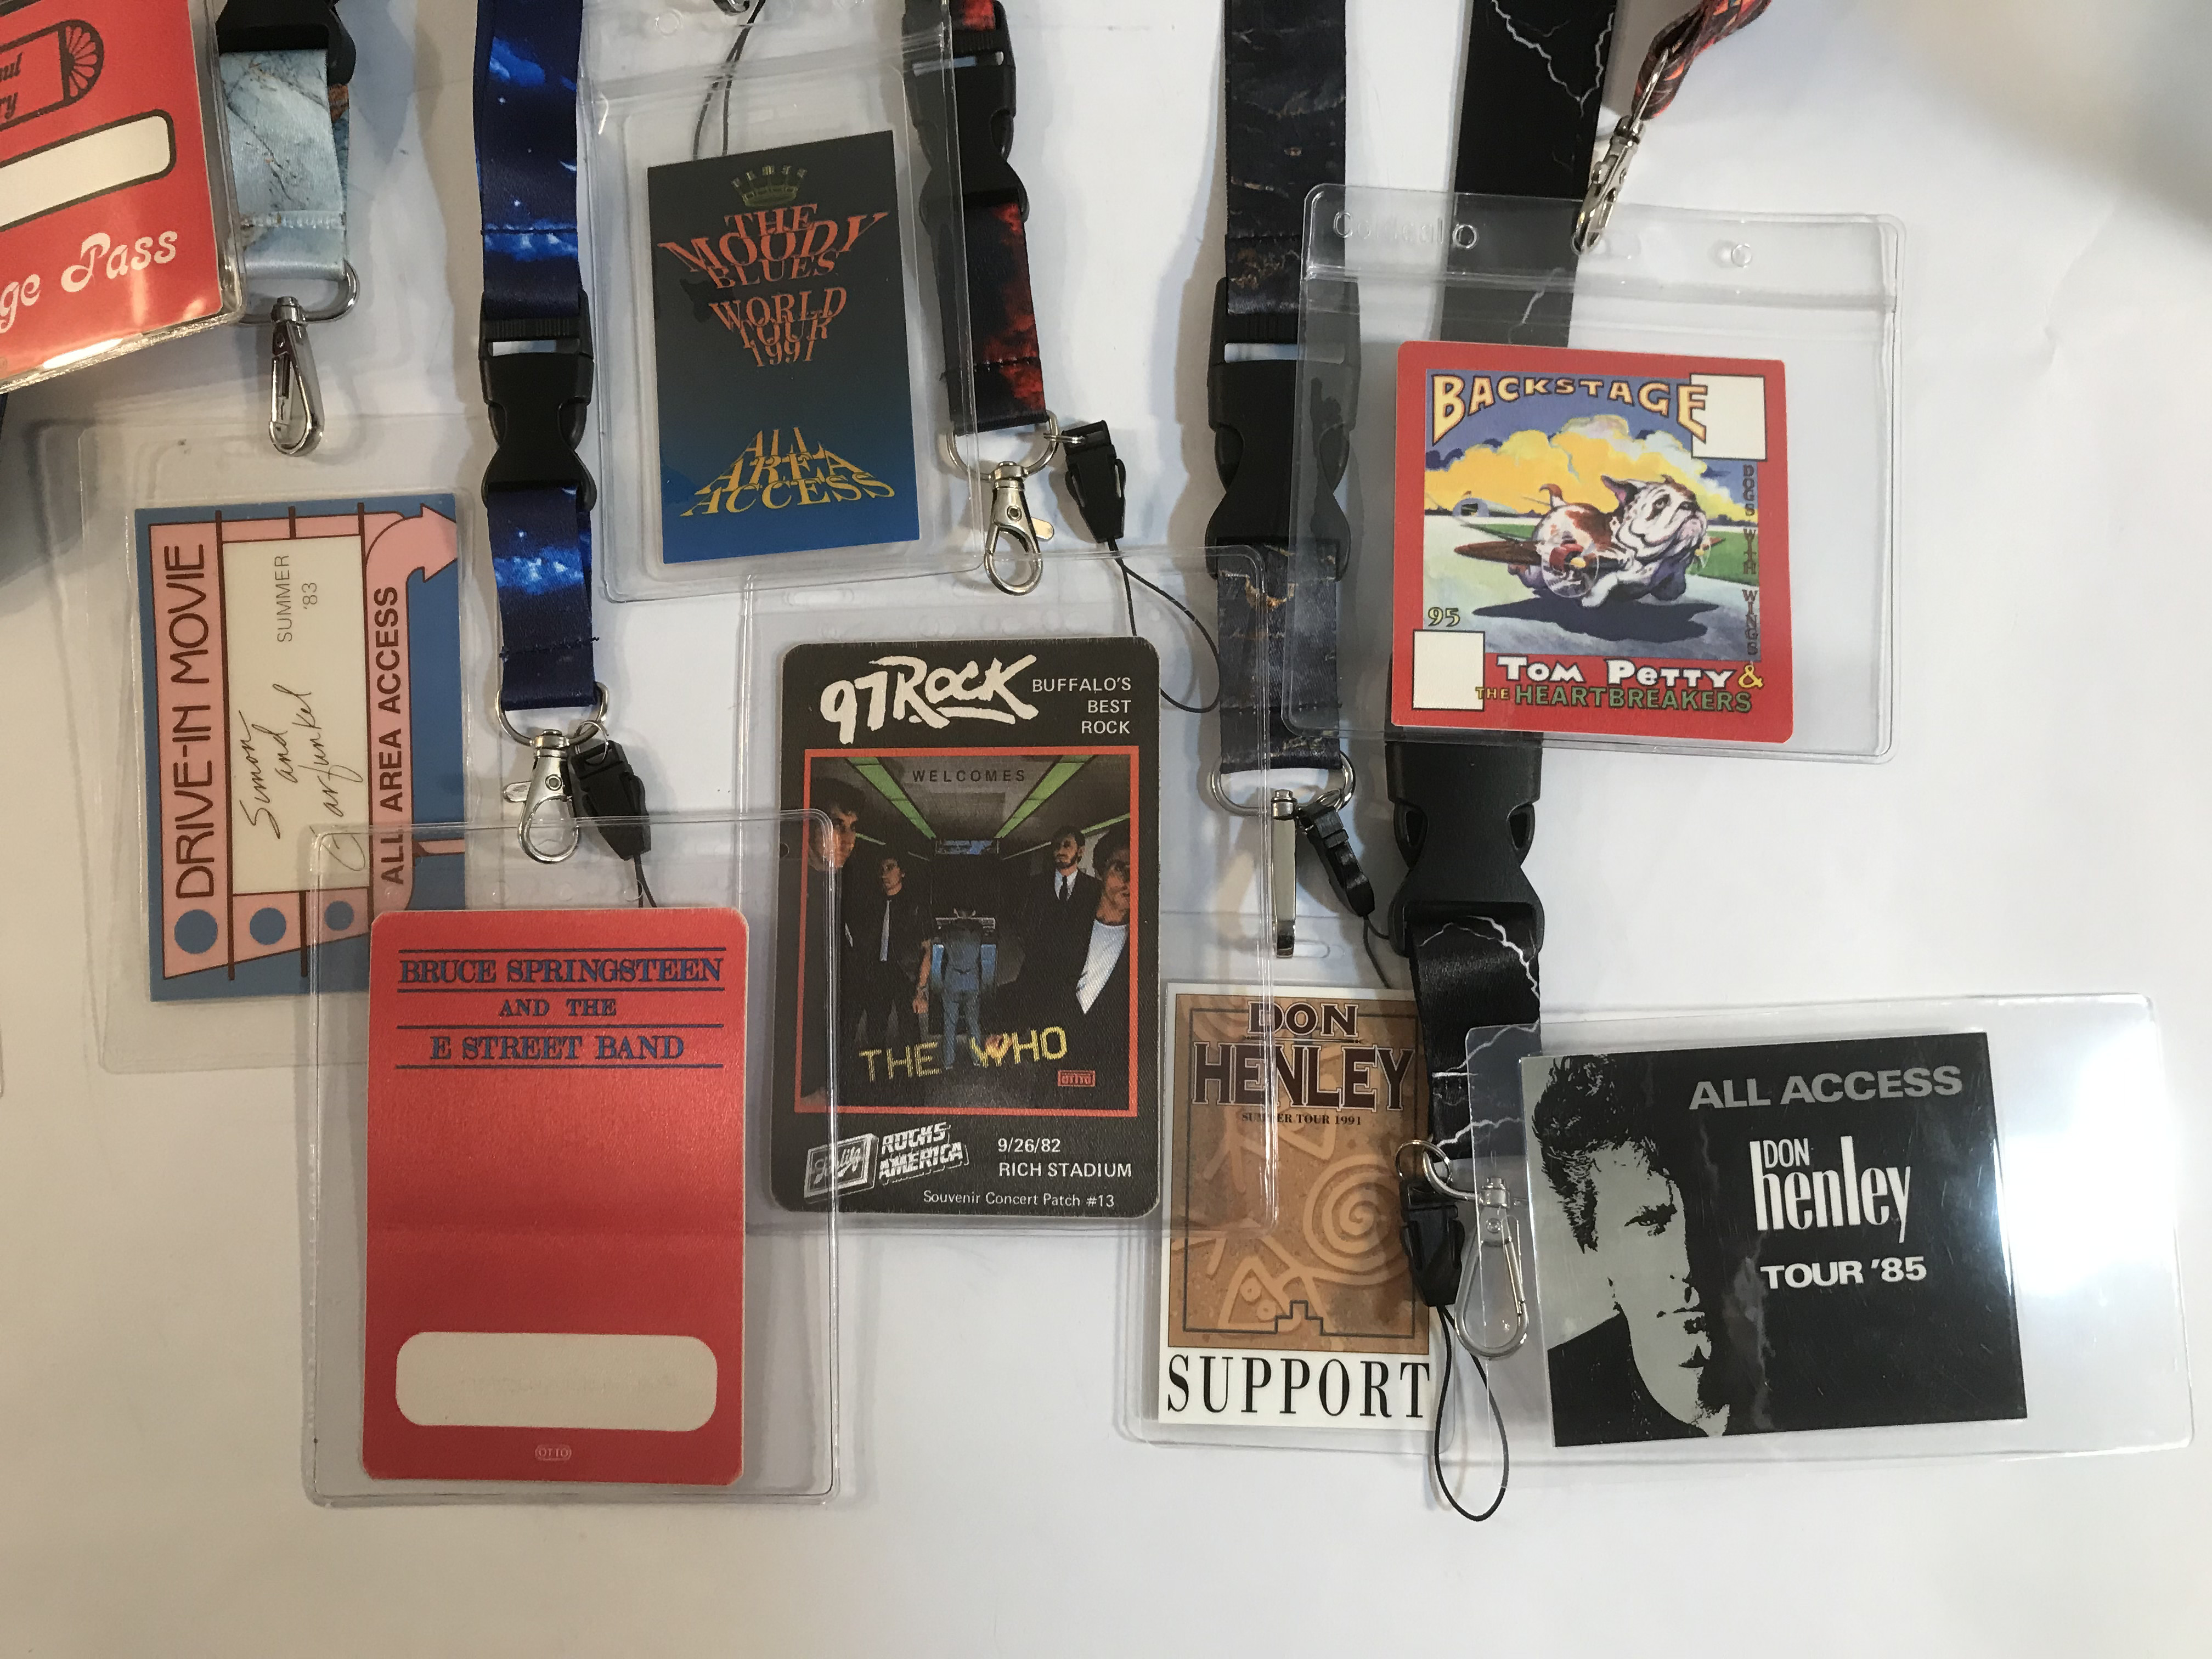 ge Pass
THE
MOODY
BLUES
WORLD
TOUR
1991
ALL
AREA
ACCESS
BACKSTAGE
DOGS WITH WINGS
95
TOM PETTY &
THE HEARTBREAKERS
DRIVE-IN MOVIE
Simon
and
Garfunkel
SUMMER
'83
ALL AREA ACCESS
97 ROCK
BUFFALO'S
BEST
ROCK
WELCOMES
THE WHO
OTTO
Schlitz
ROCKS
AMERICA
9/26/82
RICH STADIUM
Souvenir Concert Patch #13
BRUCE SPRINGSTEEN
AND THE
E STREET BAND
OTTO
DON
HENLEY
SUMMER TOUR 1991
SUPPORT
ALL ACCESS
DON
henley
TOUR '85